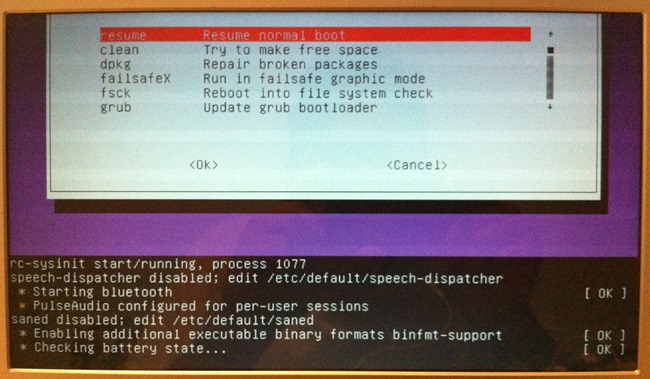 resume Resume normal boot
clean Try to make free space
dpkg Repair broken packages
failsafeX Run in failsafe graphic mode
fsck Reboot into file system check
grub Update grub bootloader
<Ok> <Cancel>
rc-sysinit start/running, process 1077
speech-dispatcher disabled; edit /etc/default/speech-dispatcher
* Starting bluetooth [ OK ]
* PulseAudio configured for per-user sessions
saned disabled; edit /etc/default/saned
* Enabling additional executable binary formats binfmt-support [ OK ]
* Checking battery state... [ OK ]